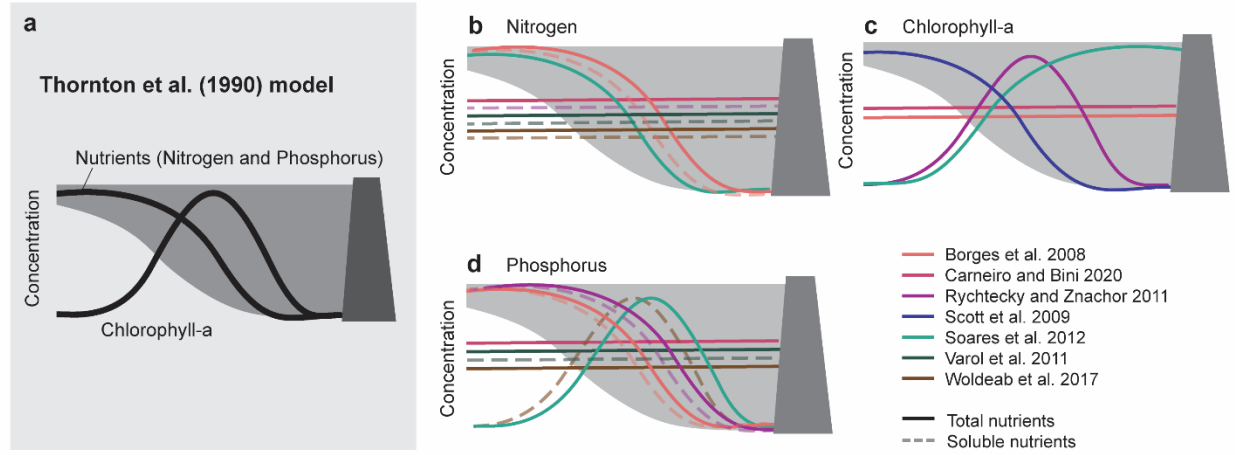 a
Thornton et al. (1990) model
Nutrients (Nitrogen and Phosphorus)
Concentration
Chlorophyll-a
b Nitrogen
Concentration
c Chlorophyll-a
Concentration
d Phosphorus
Concentration
Borges et al. 2008
Carneiro and Bini 2020
Rychtecky and Znachor 2011
Scott et al. 2009
Soares et al. 2012
Varol et al. 2011
Woldeab et al. 2017
Total nutrients
Soluble nutrients